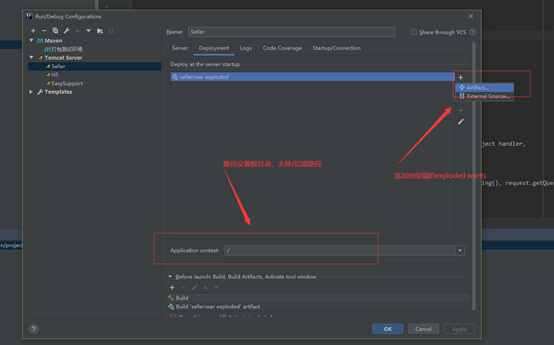 Run/Debug Configurations
Name: Seller
Share through VCS
Maven
打包测试环境
Tomcat Server
Seller
H5
EasySupport
Templates
Server Deployment Logs Code Coverage Startup/Connection
Deploy at the server startup
seller:war exploded
Artifact...
External Source...
ject handler,
路径设置根目录，去除/后面路径
添加对应端的exploded war包
ing(), request.getQue
Application context: /
n/project
Before launch: Build, Build Artifacts, Activate tool window
Build
Build 'seller:war exploded' artifact
OK Cancel Apply